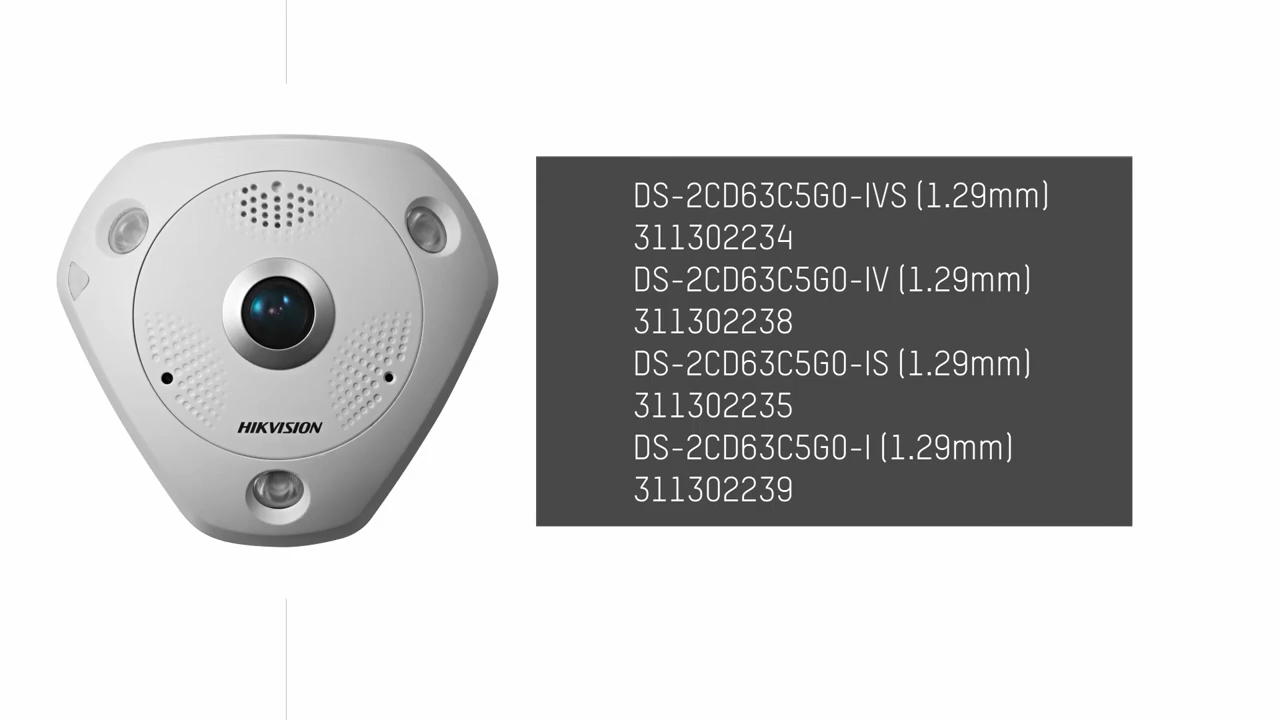 HIKVISION
DS-2CD63C5G0-IVS (1.29mm)
311302234
DS-2CD63C5G0-IV (1.29mm)
311302238
DS-2CD63C5G0-IS (1.29mm)
311302235
DS-2CD63C5G0-I (1.29mm)
311302239